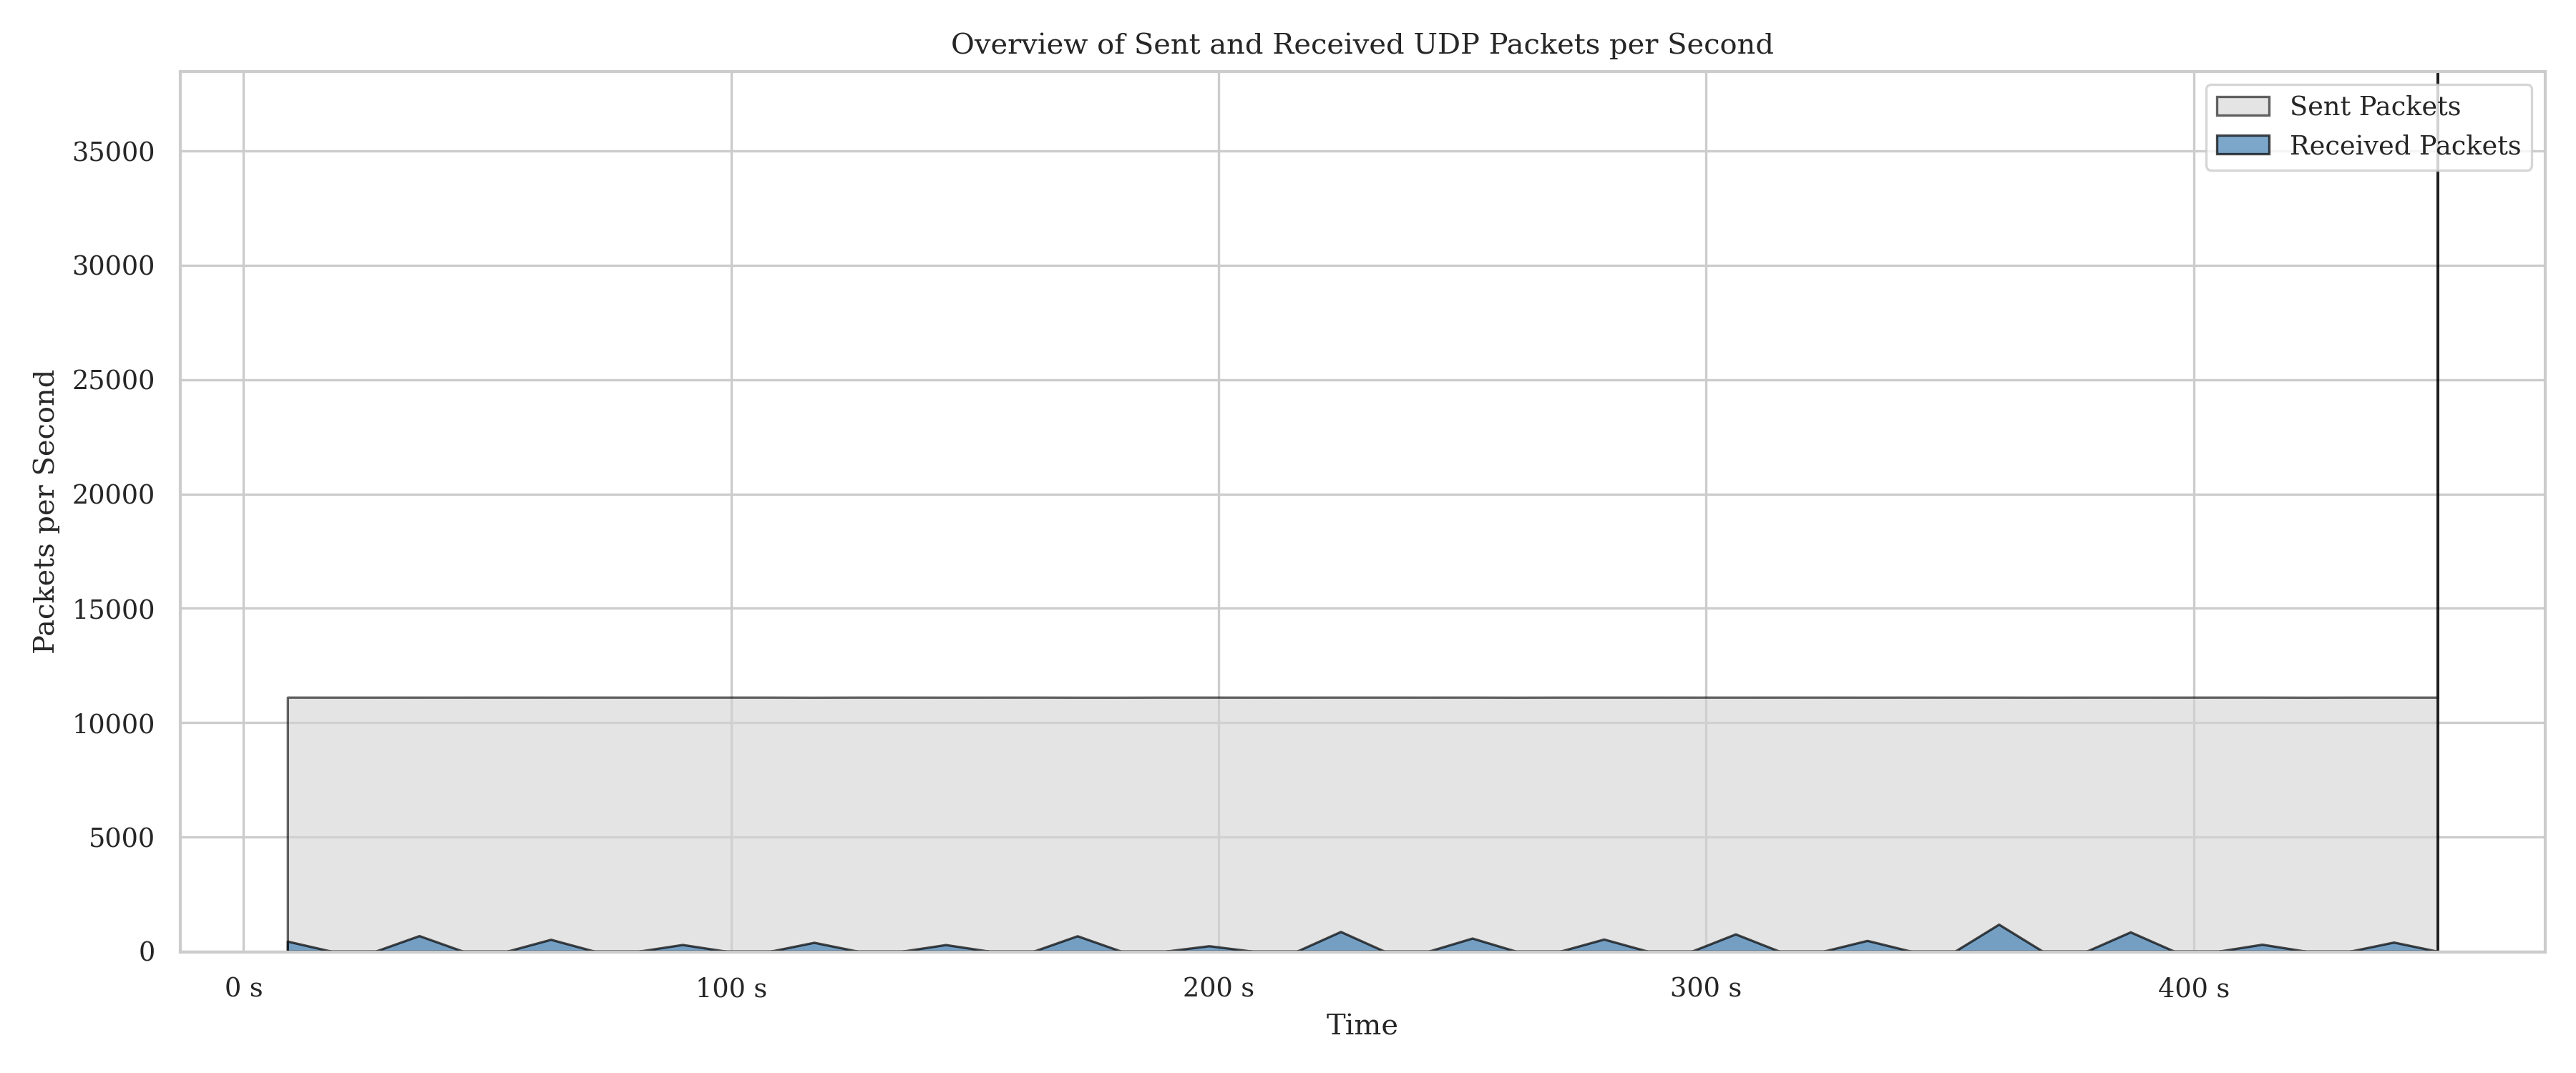 Overview of Sent and Received UDP Packets per Second
Sent Packets
Received Packets
Packets per Second
35000
30000
25000
20000
15000
10000
5000
0
0 s
100 s
200 s
300 s
400 s
Time